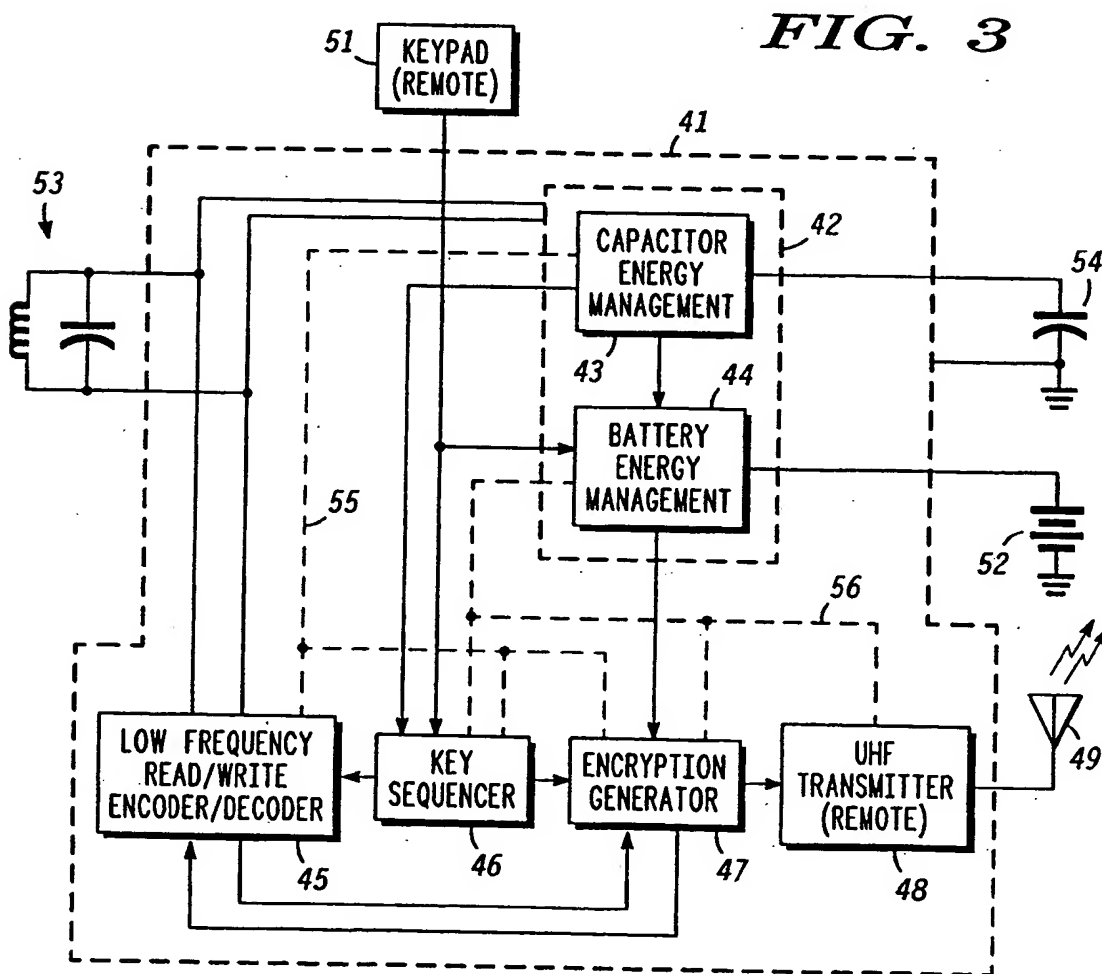 FIG. 3
51
KEYPAD
(REMOTE)
41
53
42
CAPACITOR
ENERGY
MANAGEMENT
54
43
44
BATTERY
ENERGY
MANAGEMENT
55
52
56
LOW FREQUENCY
READ/WRITE
ENCODER/DECODER
KEY
SEQUENCER
ENCRYPTION
GENERATOR
UHF
TRANSMITTER
(REMOTE)
49
45
46
47
48